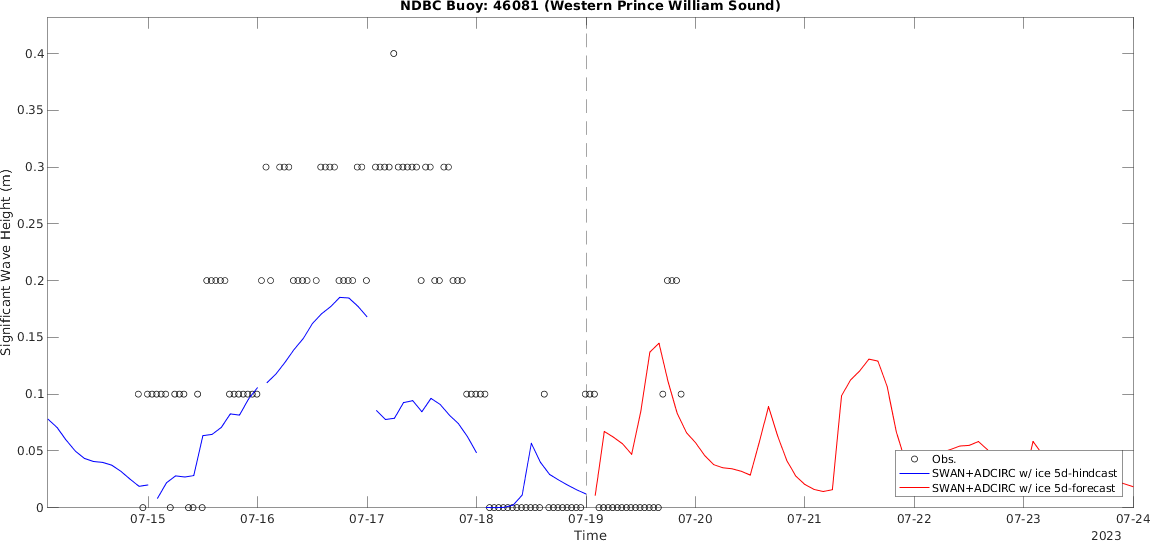 NDBC Buoy: 46081 (Western Prince William Sound)
0.4
0.35
0.3
0.25
0.2
0.15
0.1
0.05
0
Significant Wave Height (m)
Obs.
SWAN+ADCIRC w/ ice 5d-hindcast
SWAN+ADCIRC w/ ice 5d-forecast
07-15 07-16 07-17 07-18 07-19 07-20 07-21 07-22 07-23 07-24
Time
2023